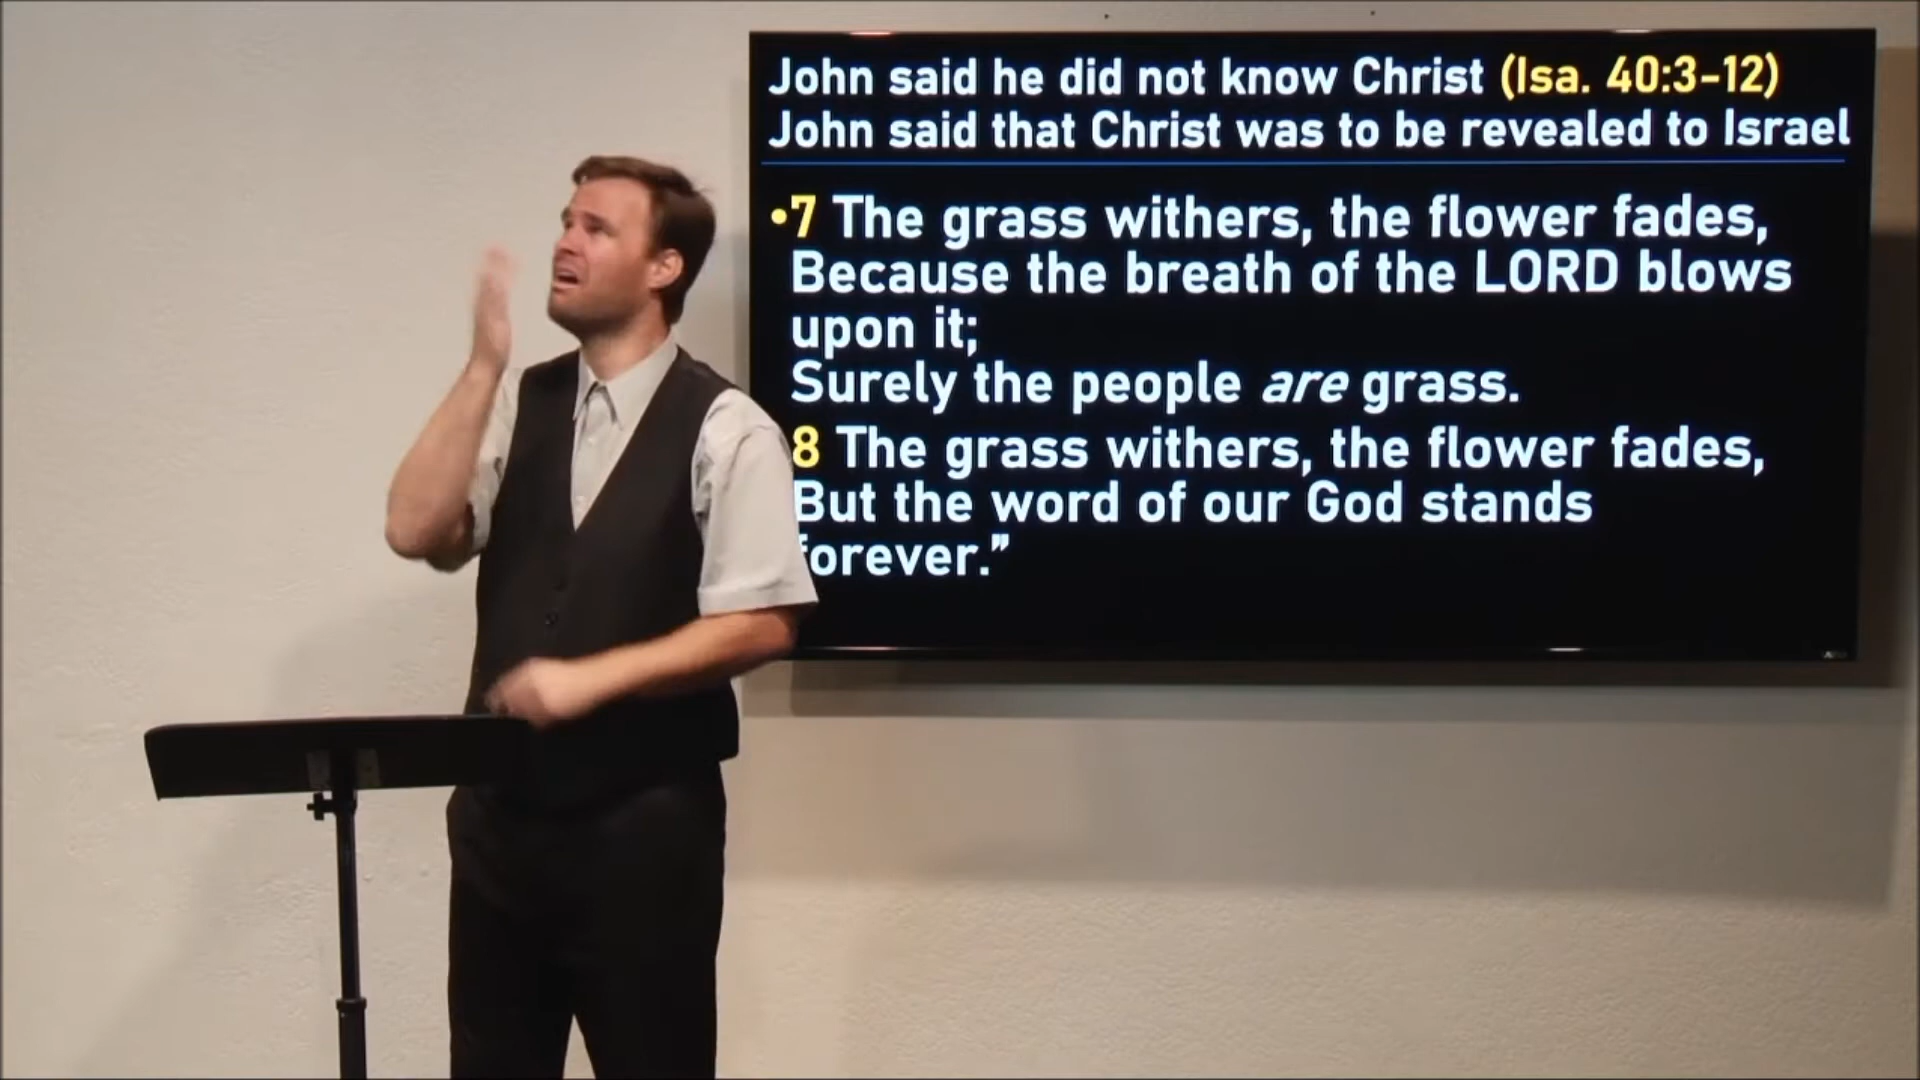 John said he did not know Christ (Isa. 40:3-12)
John said that Christ was to be revealed to Israel
•7 The grass withers, the flower fades,
Because the breath of the LORD blows
upon it;
Surely the people are grass.
8 The grass withers, the flower fades,
But the word of our God stands
forever.”